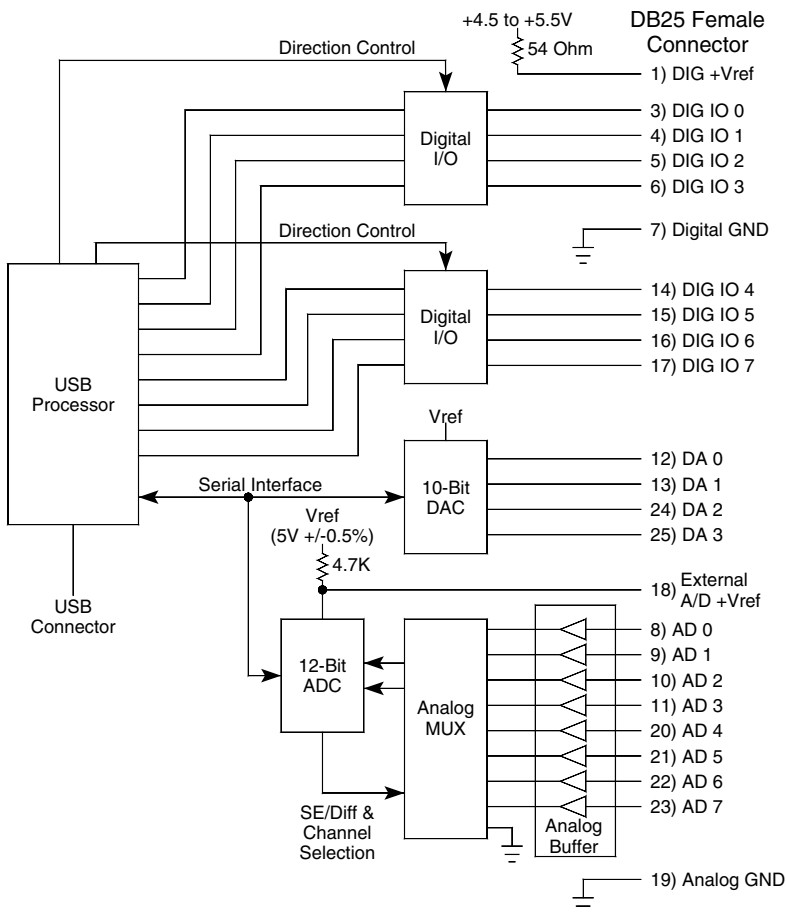 +4.5 to +5.5V
54 Ohm
DB25 Female
Connector
1) DIG +Vref
Direction Control
Digital
I/O
3) DIG IO 0
4) DIG IO 1
5) DIG IO 2
6) DIG IO 3
7) Digital GND
Direction Control
Digital
I/O
14) DIG IO 4
15) DIG IO 5
16) DIG IO 6
17) DIG IO 7
USB
Processor
Vref
10-Bit
DAC
12) DA 0
13) DA 1
24) DA 2
25) DA 3
Serial Interface
Vref
(5V +/-0.5%)
4.7K
18) External
A/D +Vref
USB
Connector
12-Bit
ADC
Analog
MUX
8) AD 0
9) AD 1
10) AD 2
11) AD 3
20) AD 4
21) AD 5
22) AD 6
23) AD 7
SE/Diff &
Channel
Selection
Analog
Buffer
19) Analog GND